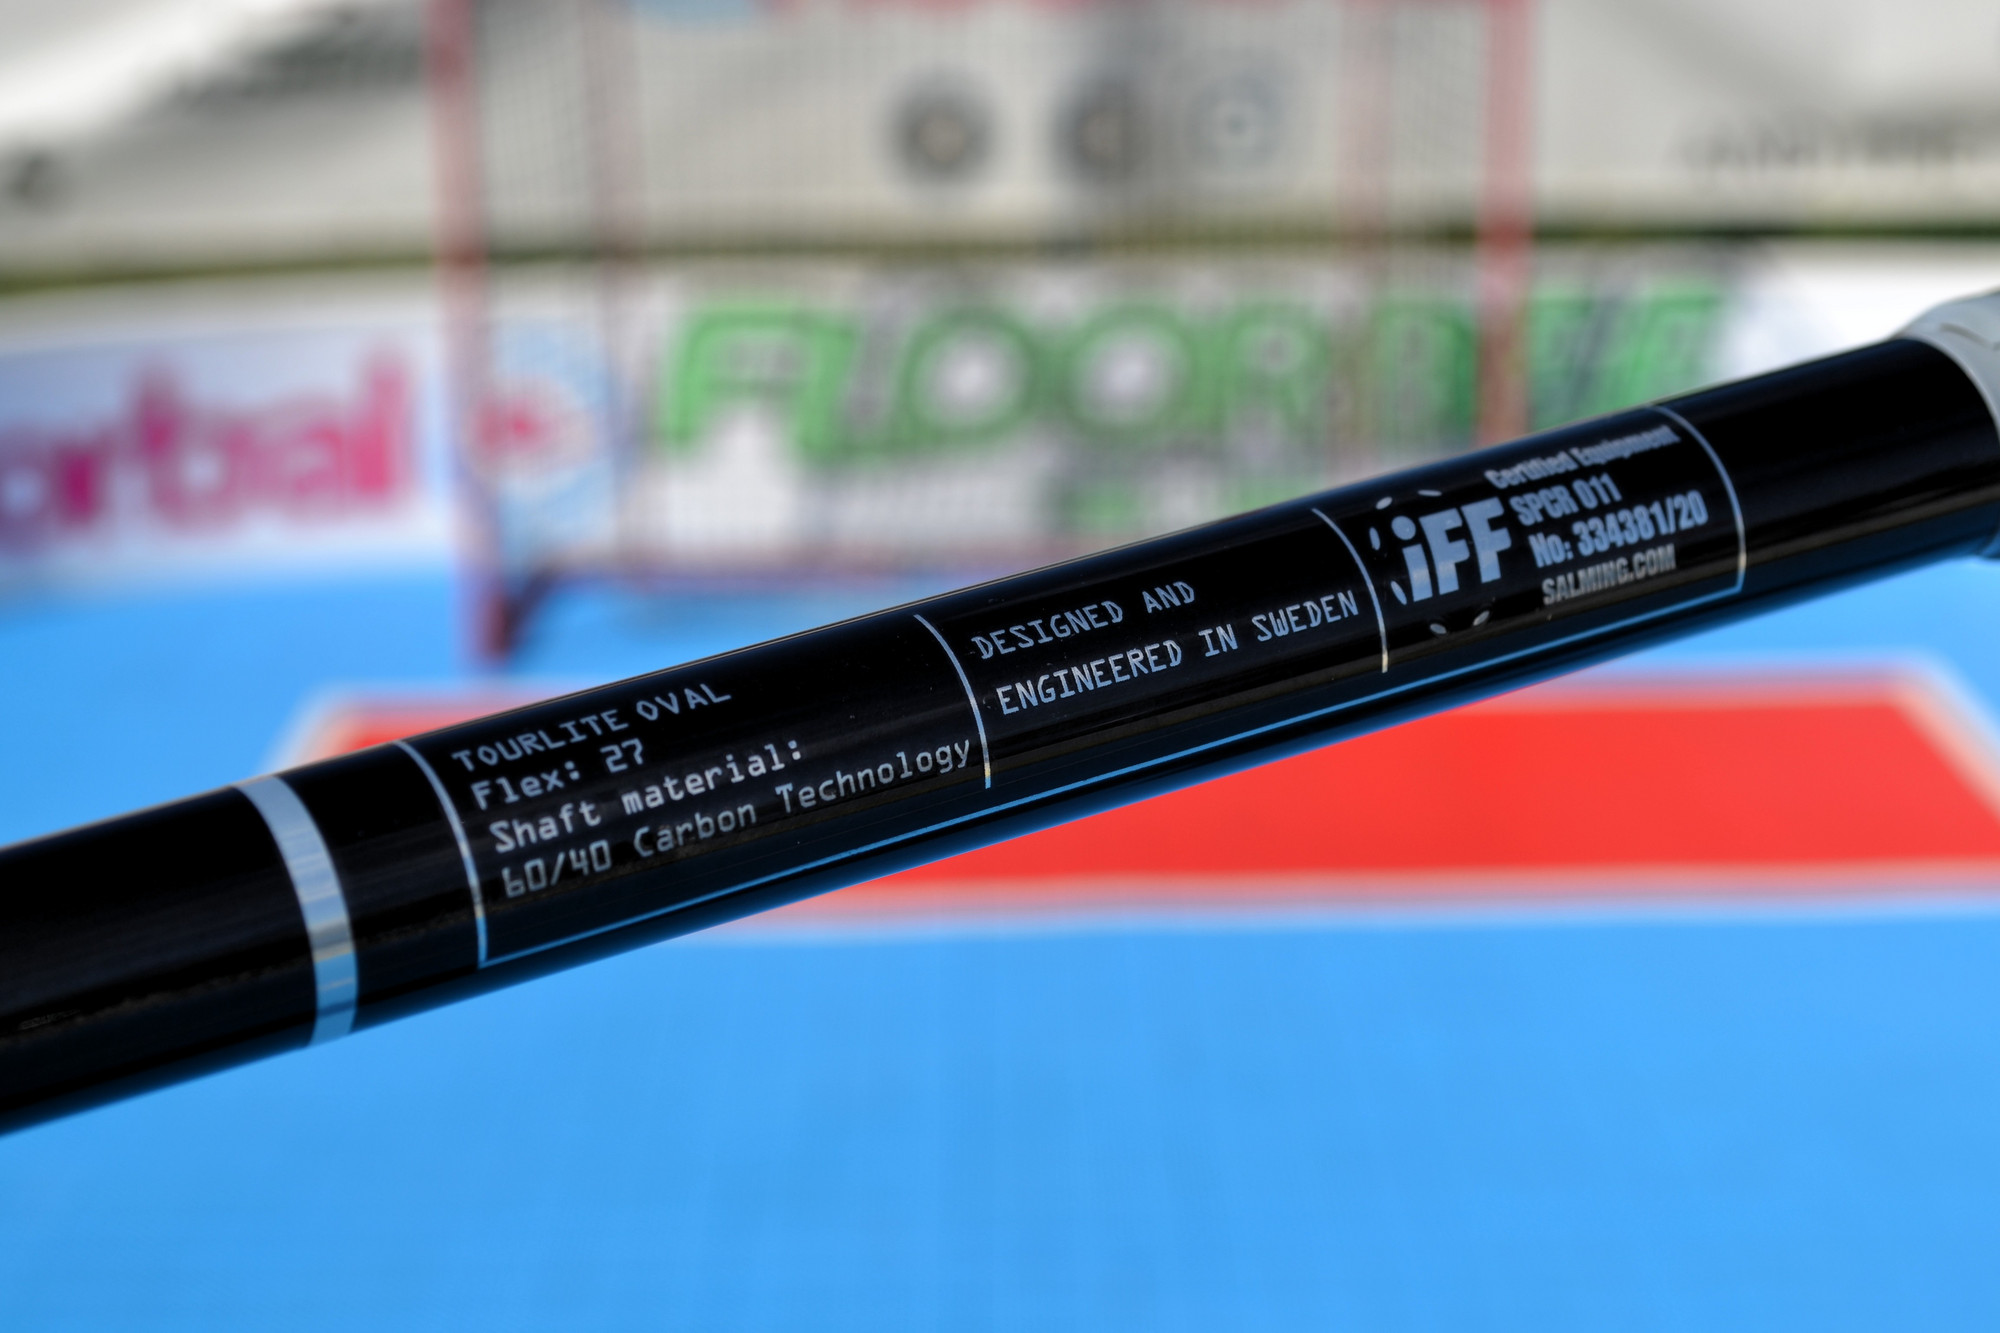 TOURLITE OVAL
Flex: 27
Shaft material:
60/40 Carbon Technology
DESIGNED AND
ENGINEERED IN SWEDEN
iFF
Certified Equipment
SPCR 011
No: 334381/20
SALMING.COM
FLOOR